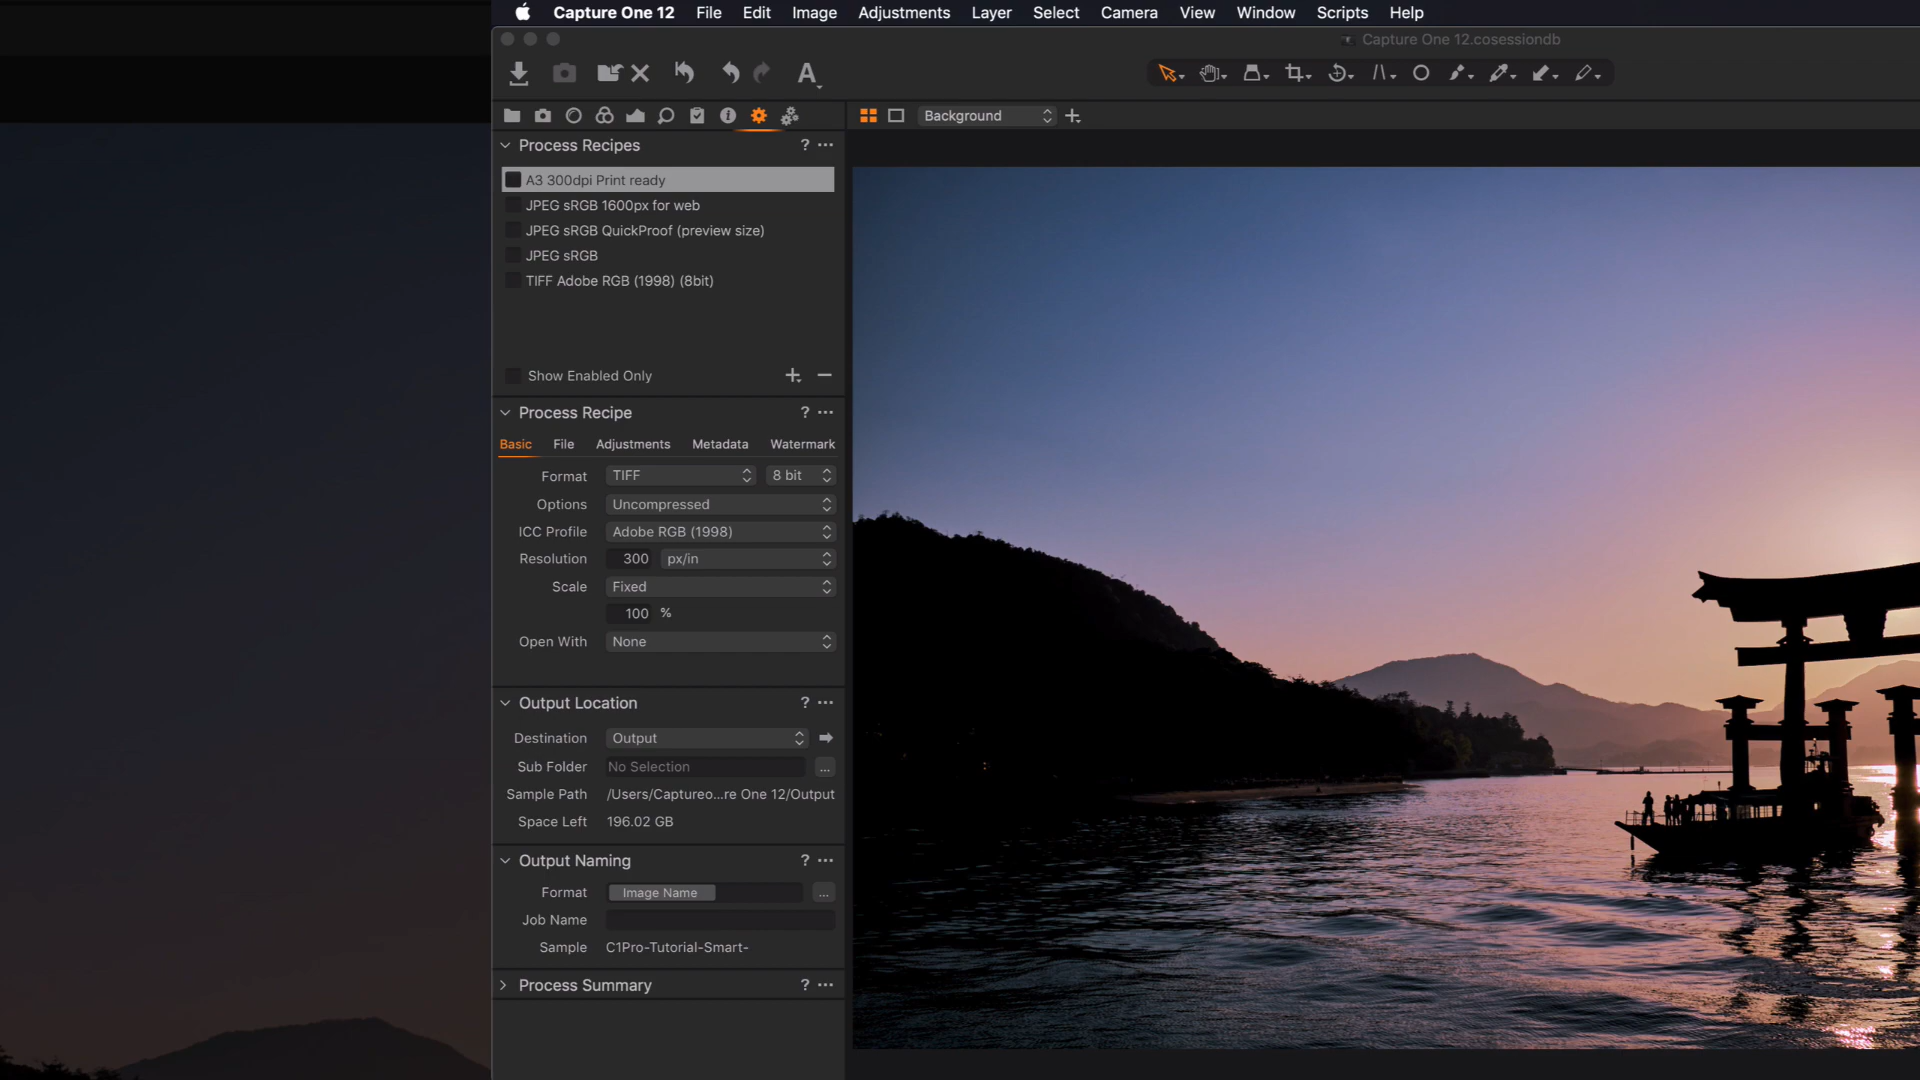 Capture One 12 File Edit Image Adjustments Layer Select Camera View Window Scripts Help
Capture One 12.cosessiondb
A
Background
Process Recipes ?
A3 300dpi Print ready
JPEG sRGB 1600px for web
JPEG sRGB QuickProof (preview size)
JPEG sRGB
TIFF Adobe RGB (1998) (8bit)
Show Enabled Only
Process Recipe ?
Basic File Adjustments Metadata Watermark
Format TIFF 8 bit
Options Uncompressed
ICC Profile Adobe RGB (1998)
Resolution 300 px/in
Scale Fixed
100 %
Open With None
Output Location ?
Destination Output
Sub Folder No Selection ...
Sample Path /Users/Captureo...re One 12/Output
Space Left 196.02 GB
Output Naming ?
Format Image Name ...
Job Name
Sample C1Pro-Tutorial-Smart-
Process Summary ?